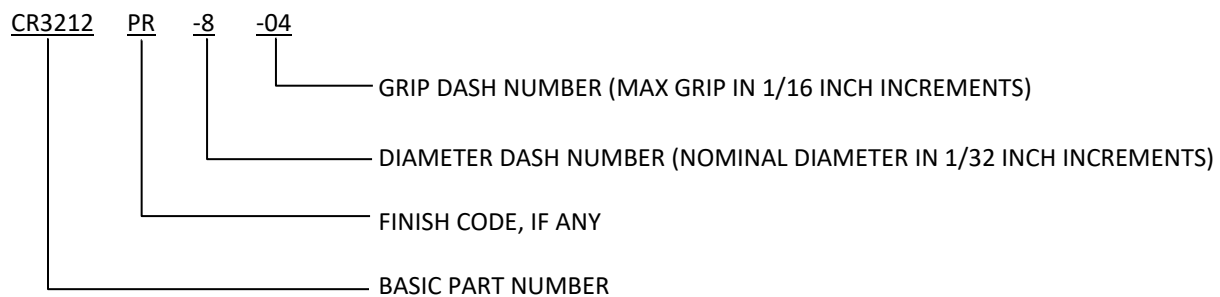 CR3212 PR -8 -04
GRIP DASH NUMBER (MAX GRIP IN 1/16 INCH INCREMENTS)
DIAMETER DASH NUMBER (NOMINAL DIAMETER IN 1/32 INCH INCREMENTS)
FINISH CODE, IF ANY
BASIC PART NUMBER